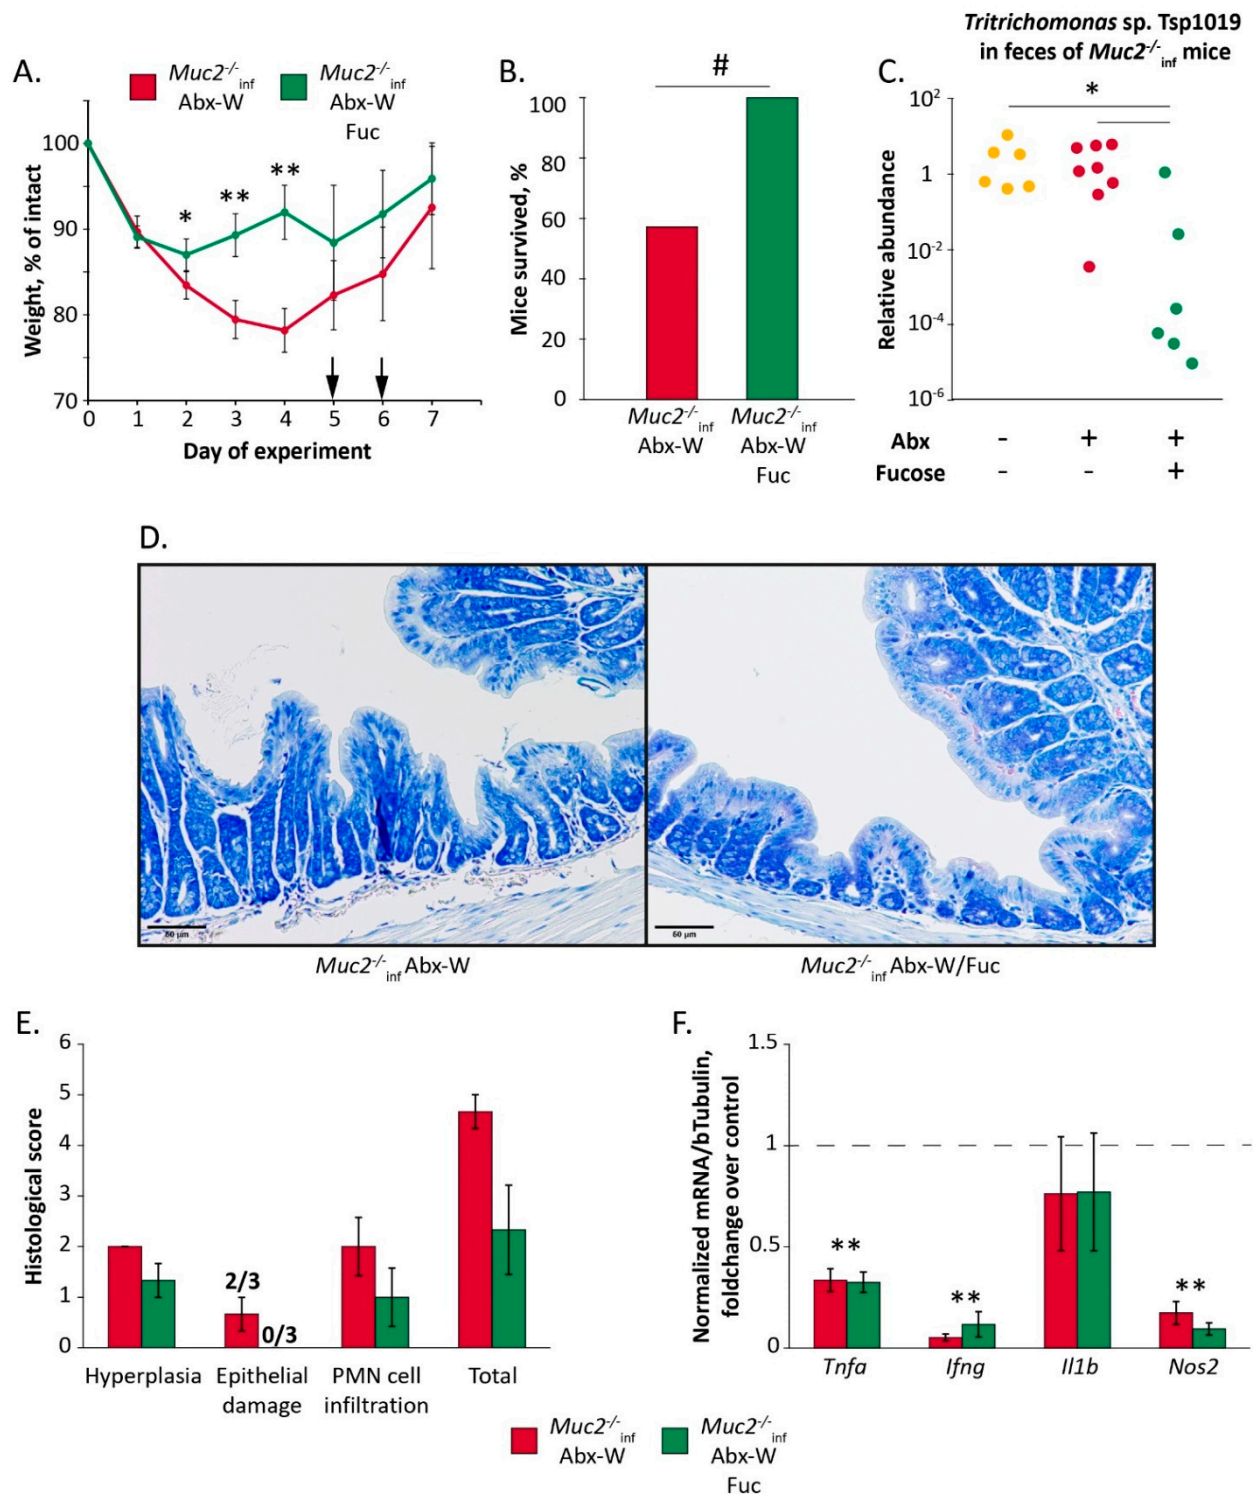 Tritrichomonas sp. Tsp1019
in feces of Muc2-/-inf mice
A.
Muc2-/-inf
Abx-W
Muc2-/-inf
Abx-W
Fuc
Weight, % of intact
100
90
80
70
*
**
**
0 1 2 3 4 5 6 7
Day of experiment
B.
#
Mice survived, %
100
80
60
40
20
0
Muc2-/-inf
Abx-W
Muc2-/-inf
Abx-W
Fuc
C.
*
Relative abundance
10²
1
10⁻²
10⁻⁴
10⁻⁶
Abx - + +
Fucose - - +
D.
50 µm
50 µm
Muc2-/-inf Abx-W
Muc2-/-inf Abx-W/Fuc
E.
Histological score
6
5
4
3
2
1
0
2/3
0/3
Hyperplasia
Epithelial
damage
PMN cell
infiltration
Total
F.
Normalized mRNA/bTubulin,
foldchange over control
1.5
1
0.5
0
**
**
**
Tnfa
Ifng
Il1b
Nos2
Muc2-/-inf
Abx-W
Muc2-/-inf
Abx-W
Fuc